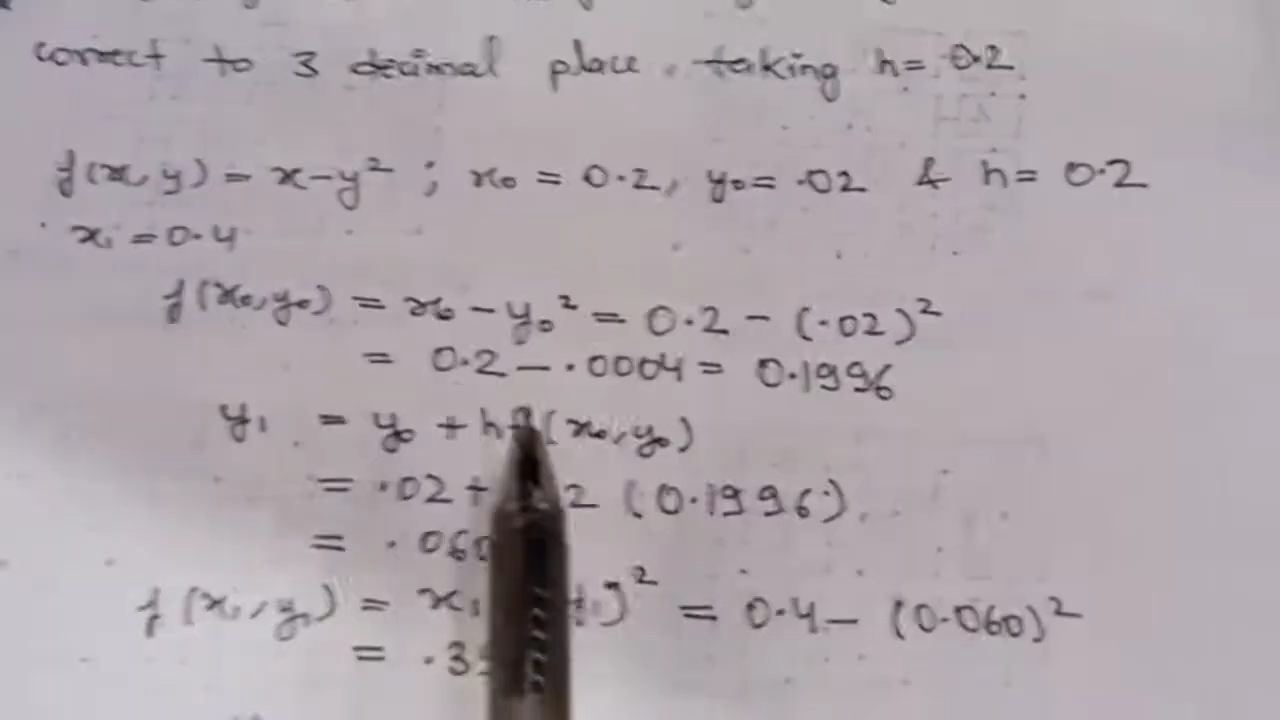 correct to 3 decimal place, taking h = 0.2
f(x, y) = x - y² ; x₀ = 0.2, y₀ = .02 & h = 0.2
x₁ = 0.4
f(x₀, y₀) = x₀ - y₀² = 0.2 - (.02)²
= 0.2 - .0004 = 0.1996
y₁ = y₀ + hf(x₀, y₀)
= .02 + 2 (0.1996)
= .060
f(x₁, y₁) = x₁ )² = 0.4 - (0.060)²
= .3